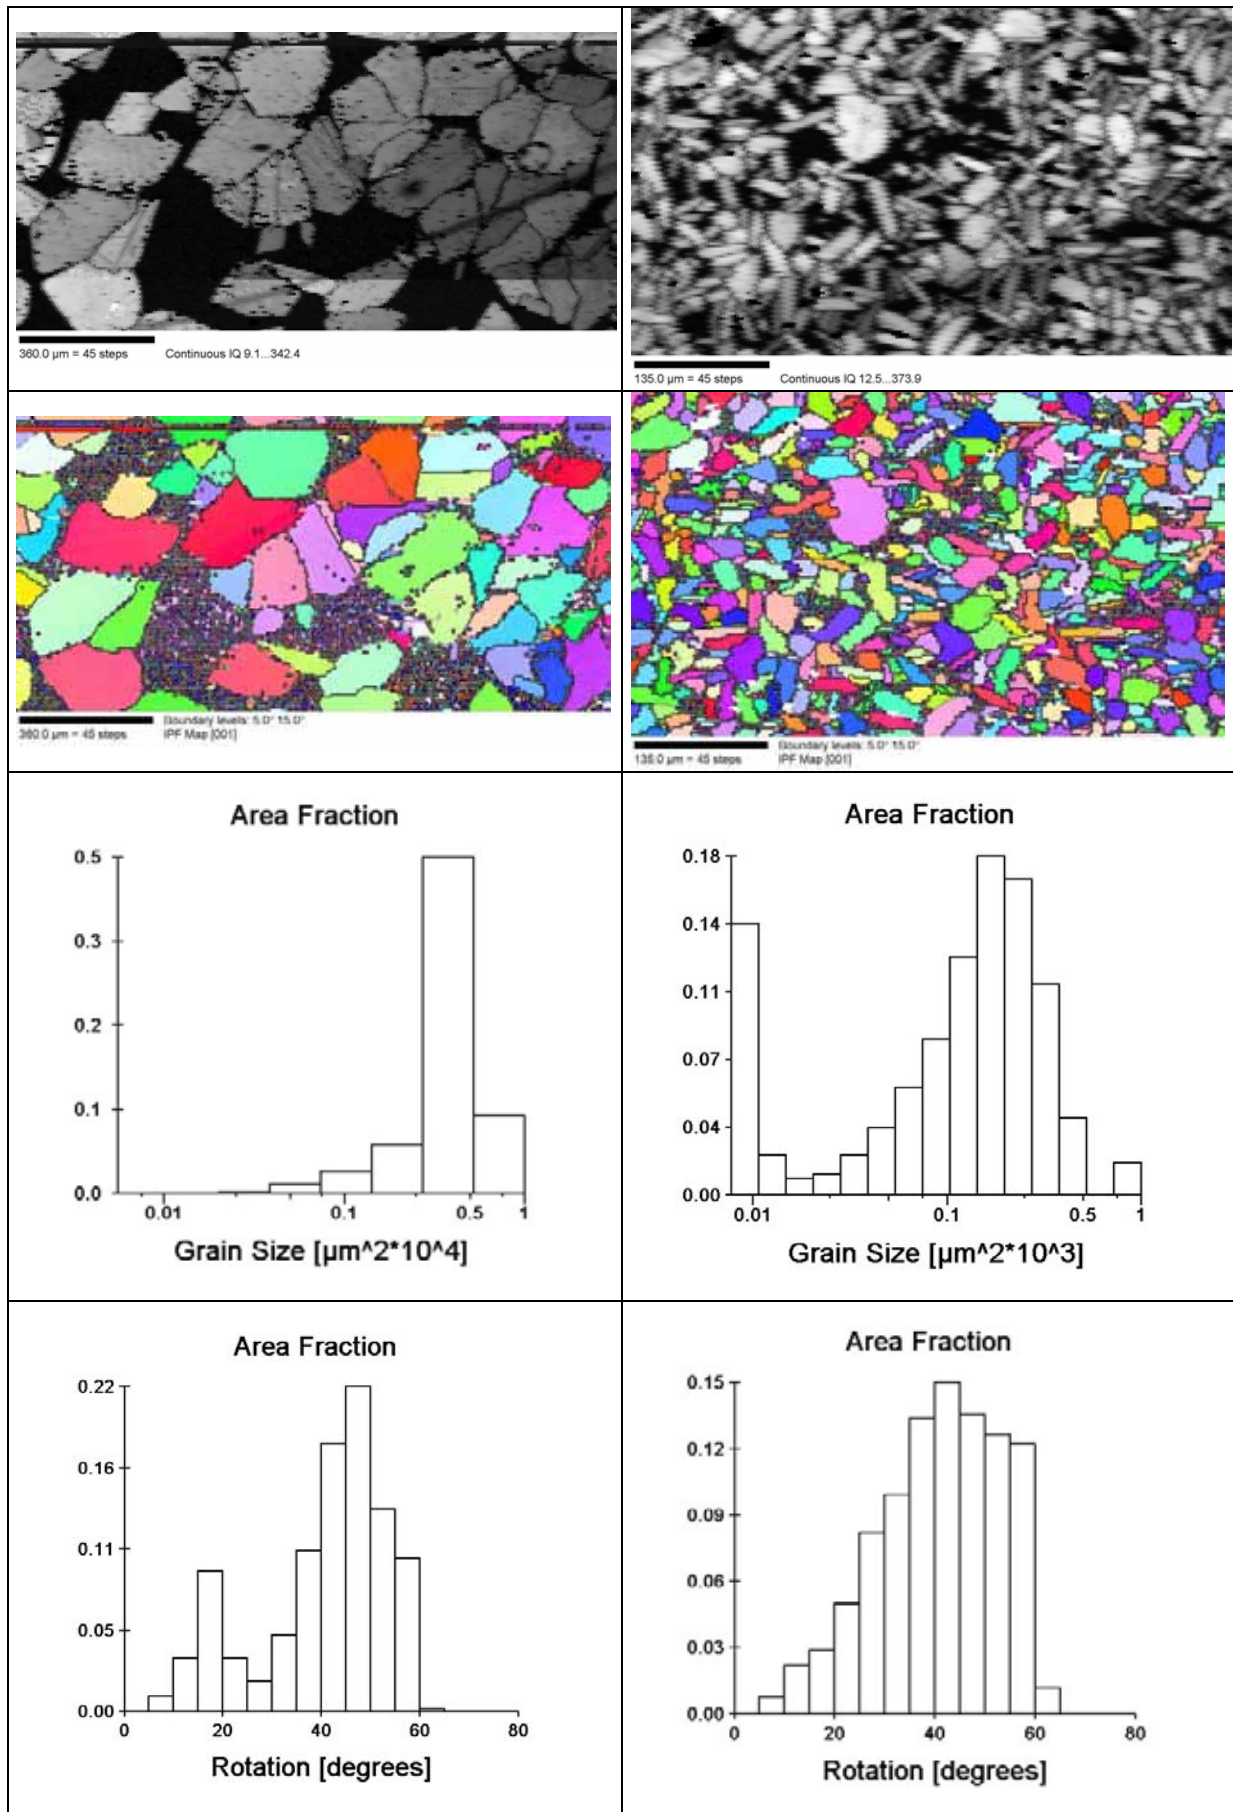 360.0 µm = 45 steps Continuous IQ 9.1...342.4
135.0 µm = 45 steps Continuous IQ 12.5...373.9
360.0 µm = 45 steps Boundary levels: 5.0° 15.0°
IPF Map [001]
135.0 µm = 45 steps Boundary levels: 5.0° 15.0°
IPF Map [001]
Area Fraction
0.5
0.3
0.2
0.1
0.0
0.01 0.1 0.5 1
Grain Size [µm^2*10^4]
Area Fraction
0.18
0.14
0.11
0.07
0.04
0.00
0.01 0.1 0.5 1
Grain Size [µm^2*10^3]
Area Fraction
0.22
0.16
0.11
0.05
0.00
0 20 40 60 80
Rotation [degrees]
Area Fraction
0.15
0.12
0.09
0.06
0.03
0.00
0 20 40 60 80
Rotation [degrees]